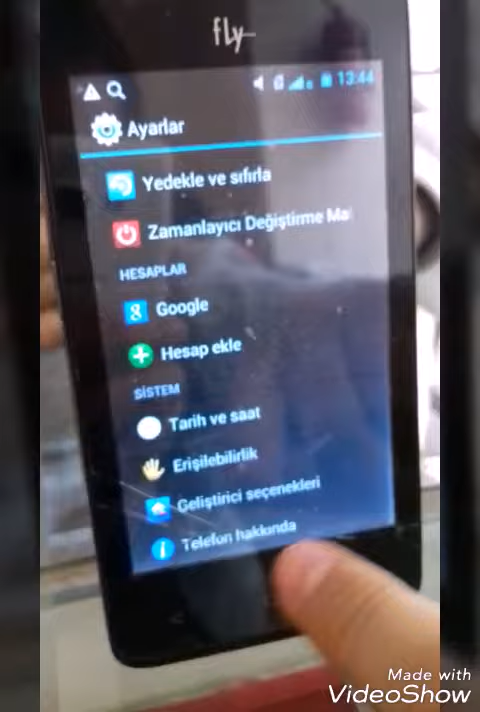 fly
13:44
Ayarlar
Yedekle ve sıfırla
Zamanlayıcı Değiştirme Ma
HESAPLAR
Google
Hesap ekle
SİSTEM
Tarih ve saat
Erişilebilirlik
Geliştirici seçenekleri
Telefon hakkında
Made with
VideoShow